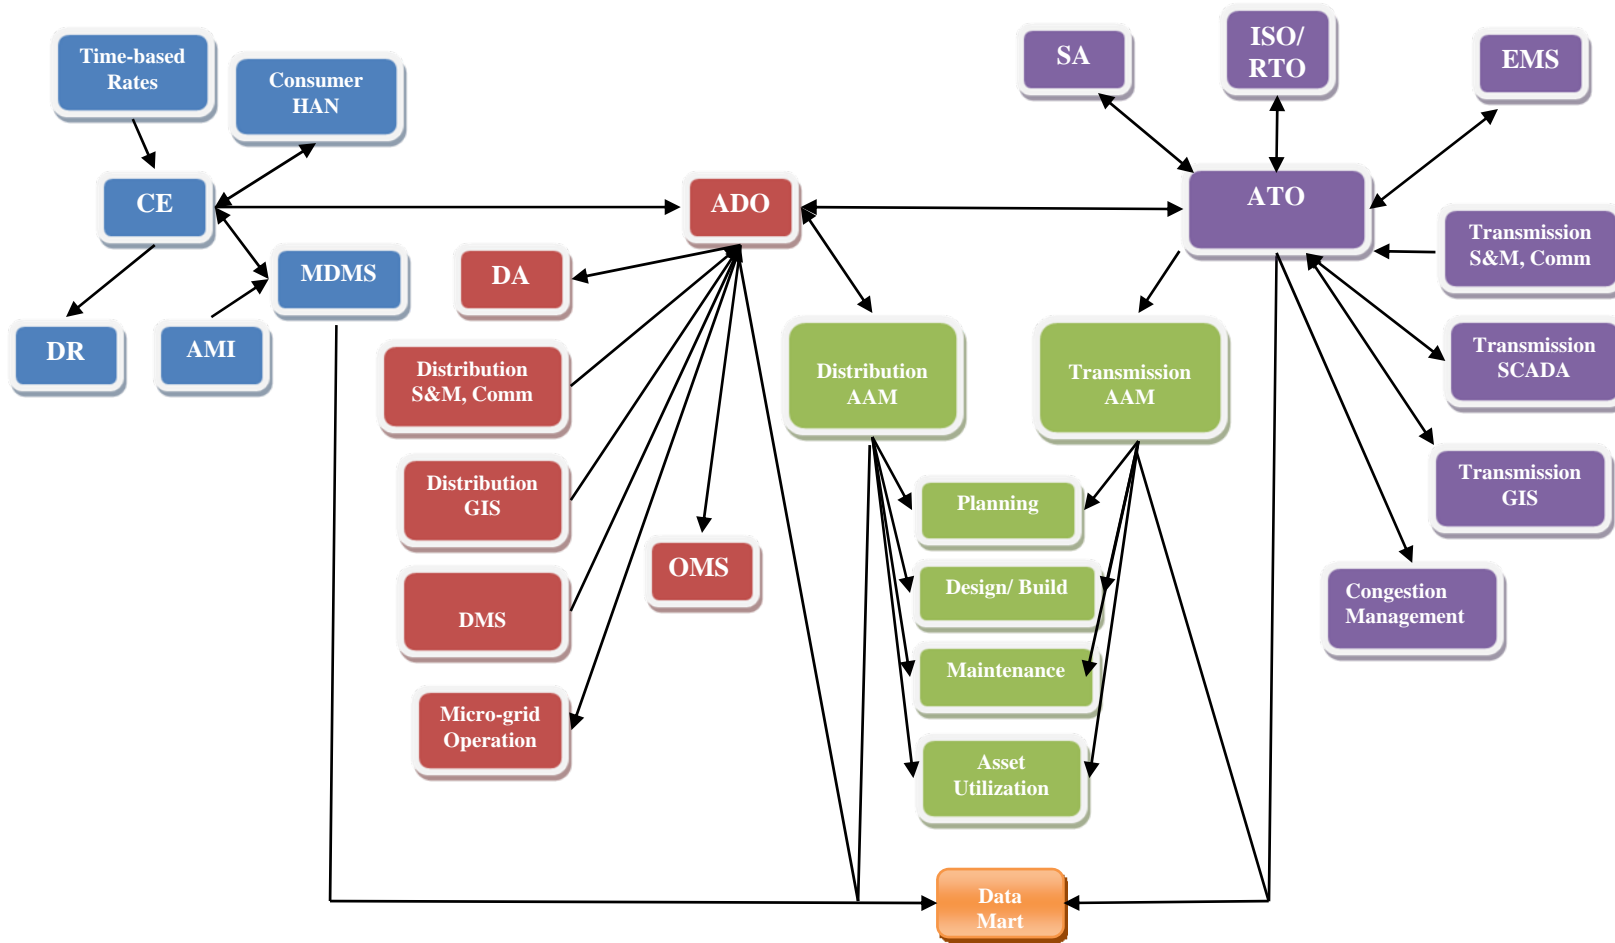 Time-based
Rates
Consumer
HAN
SA
ISO/
RTO
EMS
CE
ADO
ATO
MDMS
DA
Transmission
S&M, Comm
DR
AMI
Distribution
S&M, Comm
Distribution
AAM
Transmission
AAM
Transmission
SCADA
Distribution
GIS
Planning
Transmission
GIS
OMS
DMS
Design/ Build
Congestion
Management
Maintenance
Micro-grid
Operation
Asset
Utilization
Data
Mart